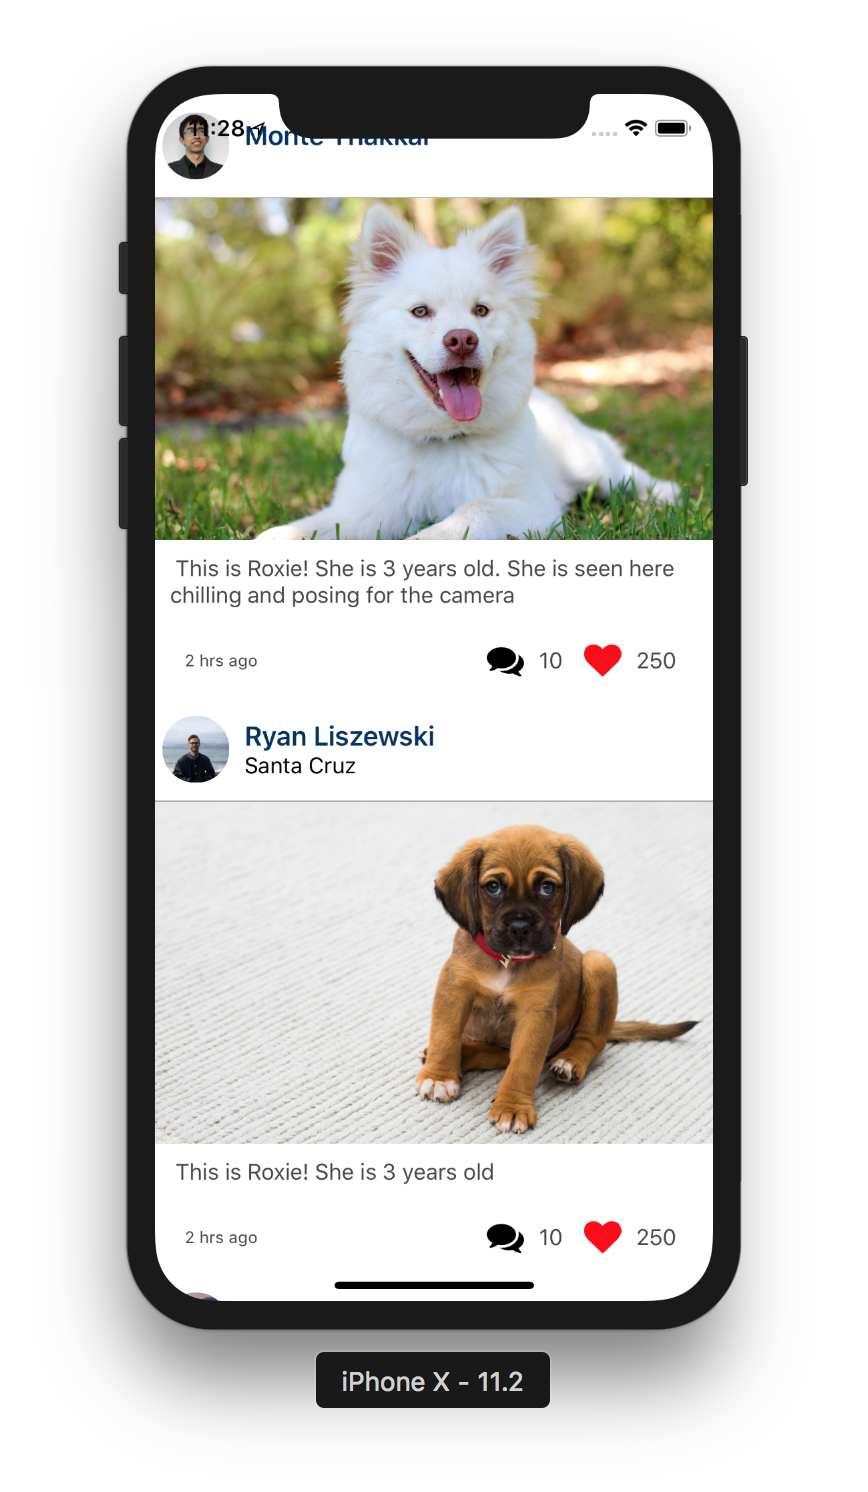 11:28
Monte Thakkar
This is Roxie! She is 3 years old. She is seen here
chilling and posing for the camera
2 hrs ago 10 250
Ryan Liszewski
Santa Cruz
This is Roxie! She is 3 years old
2 hrs ago 10 250
iPhone X - 11.2